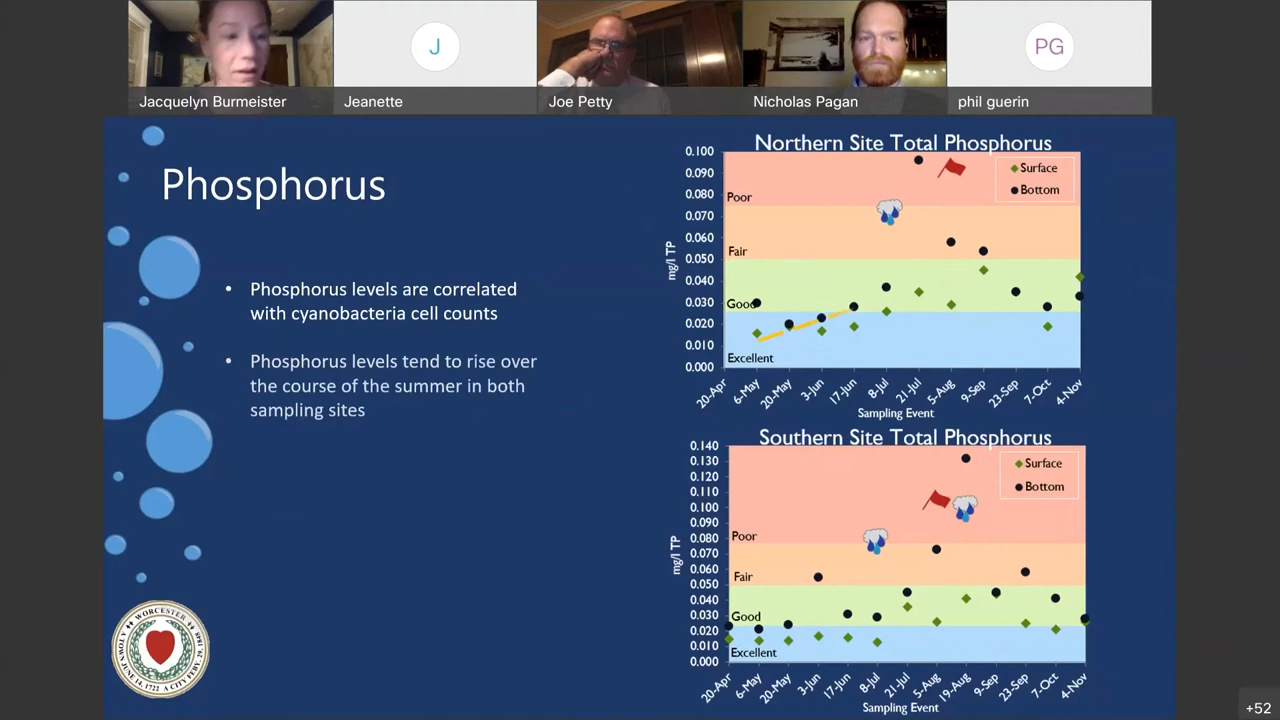 Jacquelyn Burmeister
J
Jeanette
Joe Petty
Nicholas Pagan
PG
phil guerin
Phosphorus
• Phosphorus levels are correlated
with cyanobacteria cell counts
• Phosphorus levels tend to rise over
the course of the summer in both
sampling sites
Northern Site Total Phosphorus
0.100
0.090
0.080
0.070
0.060
0.050
0.040
0.030
0.020
0.010
0.000
mg/l TP
Poor
Fair
Good
Excellent
Surface
Bottom
20-Apr
6-May
20-May
3-Jun
17-Jun
8-Jul
21-Jul
5-Aug
9-Sep
23-Sep
7-Oct
4-Nov
Sampling Event
Southern Site Total Phosphorus
0.140
0.130
0.120
0.110
0.100
0.090
0.080
0.070
0.060
0.050
0.040
0.030
0.020
0.010
0.000
mg/l TP
Poor
Fair
Good
Excellent
Surface
Bottom
20-Apr
6-May
20-May
3-Jun
17-Jun
8-Jul
21-Jul
5-Aug
19-Aug
9-Sep
23-Sep
7-Oct
4-Nov
Sampling Event
WORCESTER
A TOWN JUNE 14, 1722 A CITY FEBY. 29, 1848
+52